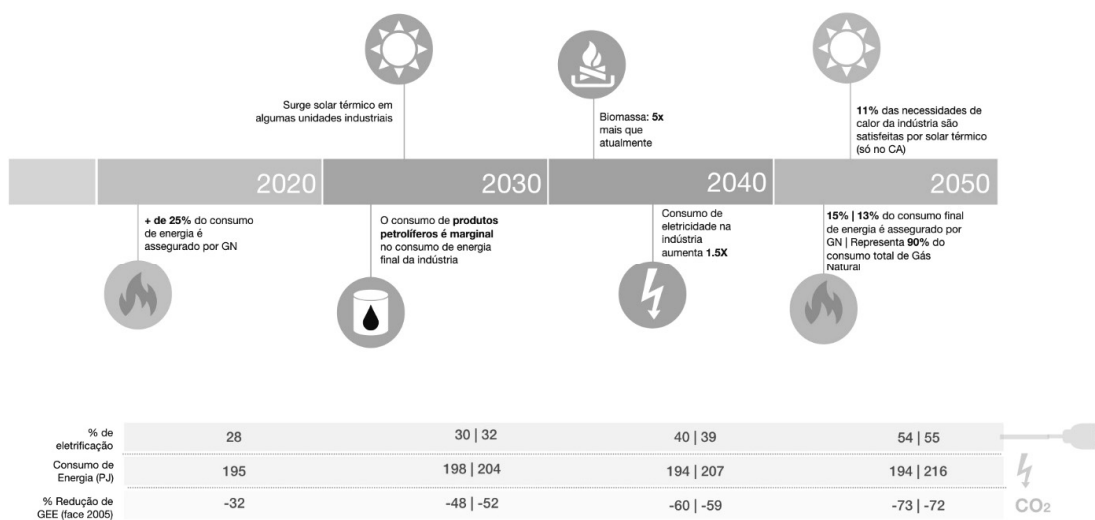 Surge solar térmico em
algumas unidades industriais
Biomassa: 5x
mais que
atualmente
11% das necessidades de
calor da indústria são
satisfeitas por solar térmico
(só no CA)
2020
2030
2040
2050
+ de 25% do consumo
de energia é
assegurado por GN
O consumo de produtos
petrolíferos é marginal
no consumo de energia
final da indústria
Consumo de
eletricidade na
indústria
aumenta 1.5X
15% | 13% do consumo final
de energia é assegurado por
GN | Representa 90% do
consumo total de Gás
Natural
% de
eletrificação
28
30 | 32
40 | 39
54 | 55
Consumo de
Energia (PJ)
195
198 | 204
194 | 207
194 | 216
% Redução de
GEE (face 2005)
-32
-48 | -52
-60 | -59
-73 | -72
CO₂